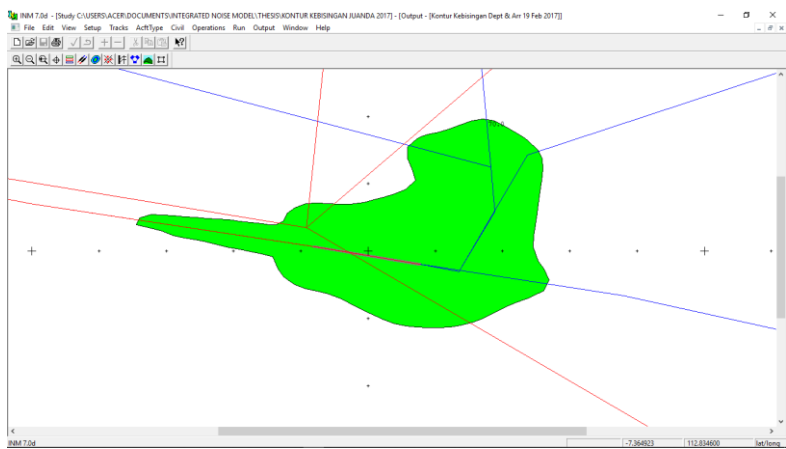 INM 7.0d - [Study C:\USERS\ACER\DOCUMENTS\INTEGRATED NOISE MODEL\THESIS\KONTUR KEBISINGAN JUANDA 2017] - [Output - [Kontur Kebisingan Dept & Arr 19 Feb 2017]]
File Edit View Setup Tracks AcftType Civil Operations Run Output Window Help
INM 7.0d -7.364923 112.834600 lat/long